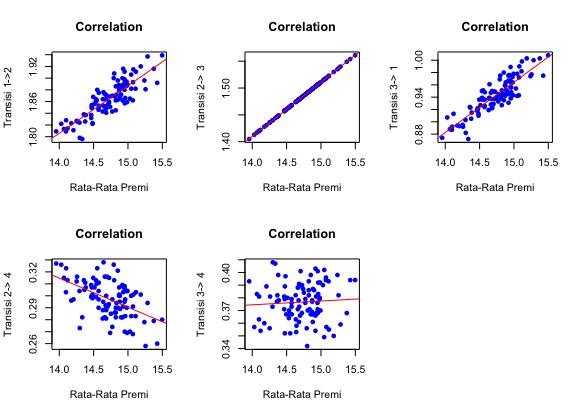 Correlation
Transisi 1->2
1.80 1.86 1.92
14.0 14.5 15.0 15.5
Rata-Rata Premi
Correlation
Transisi 2-> 3
1.40 1.50
14.0 14.5 15.0 15.5
Rata-Rata Premi
Correlation
Transisi 3-> 1
0.88 0.94 1.00
14.0 14.5 15.0 15.5
Rata-Rata Premi
Correlation
Transisi 2-> 4
0.26 0.29 0.32
14.0 14.5 15.0 15.5
Rata-Rata Premi
Correlation
Transisi 3-> 4
0.34 0.37 0.40
14.0 14.5 15.0 15.5
Rata-Rata Premi